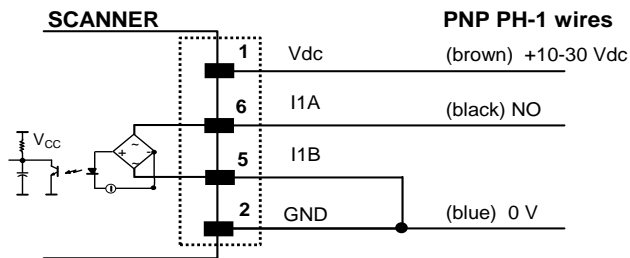 SCANNER PNP PH-1 wires
1 Vdc (brown) +10-30 Vdc
6 I1A (black) NO
VCC + ~ - ~
5 I1B
2 GND (blue) 0 V